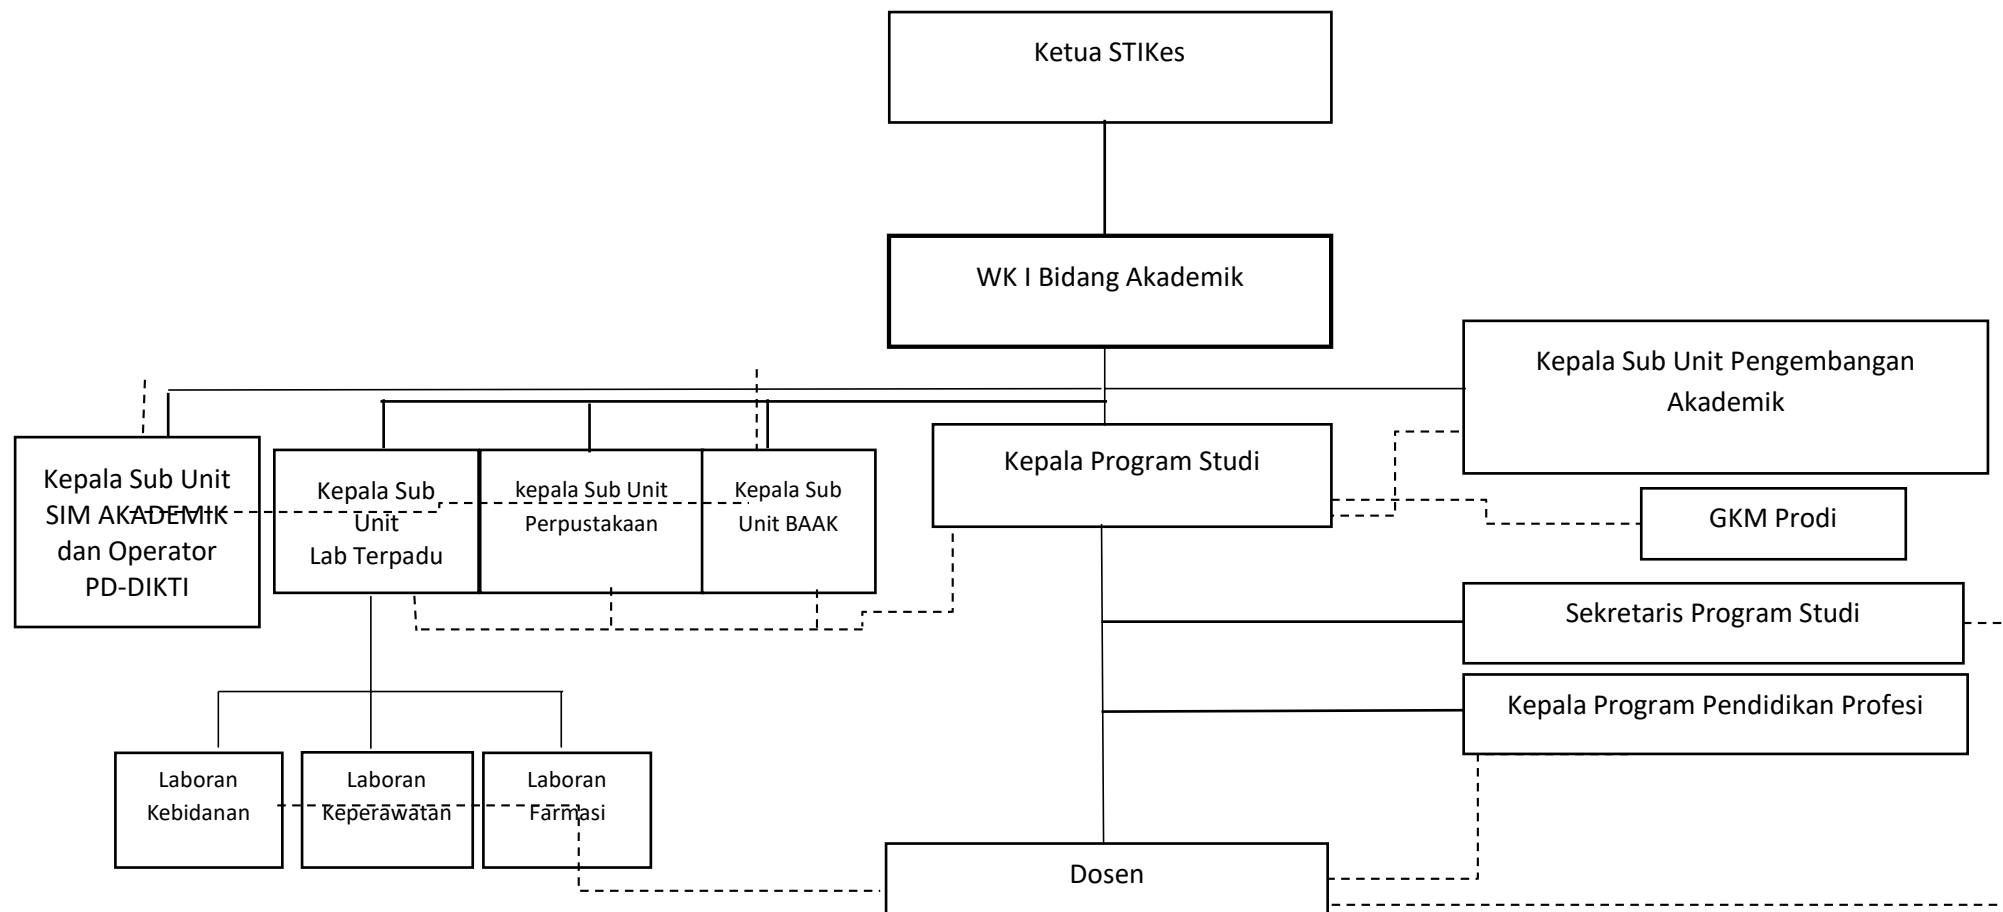 Ketua STIKes
WK I Bidang Akademik
Kepala Sub Unit Pengembangan
Akademik
Kepala Sub Unit
SIM AKADEMIK
dan Operator
PD-DIKTI
Kepala Sub
Unit
Lab Terpadu
kepala Sub Unit
Perpustakaan
Kepala Sub
Unit BAAK
Kepala Program Studi
GKM Prodi
Sekretaris Program Studi
Kepala Program Pendidikan Profesi
Laboran
Kebidanan
Laboran
Keperawatan
Laboran
Farmasi
Dosen